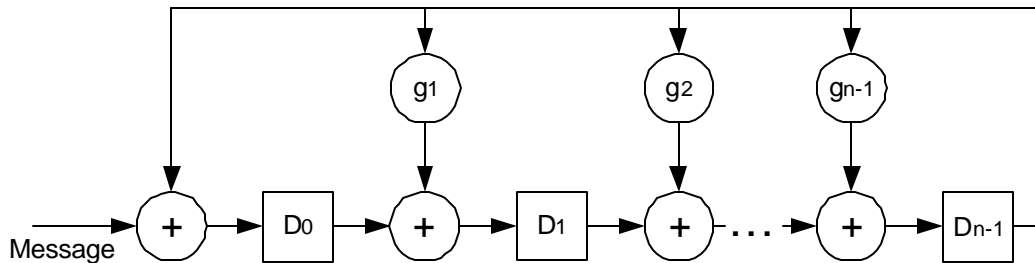 g1 g2 gn-1
+ D0 + D1 + ... + Dn-1
Message